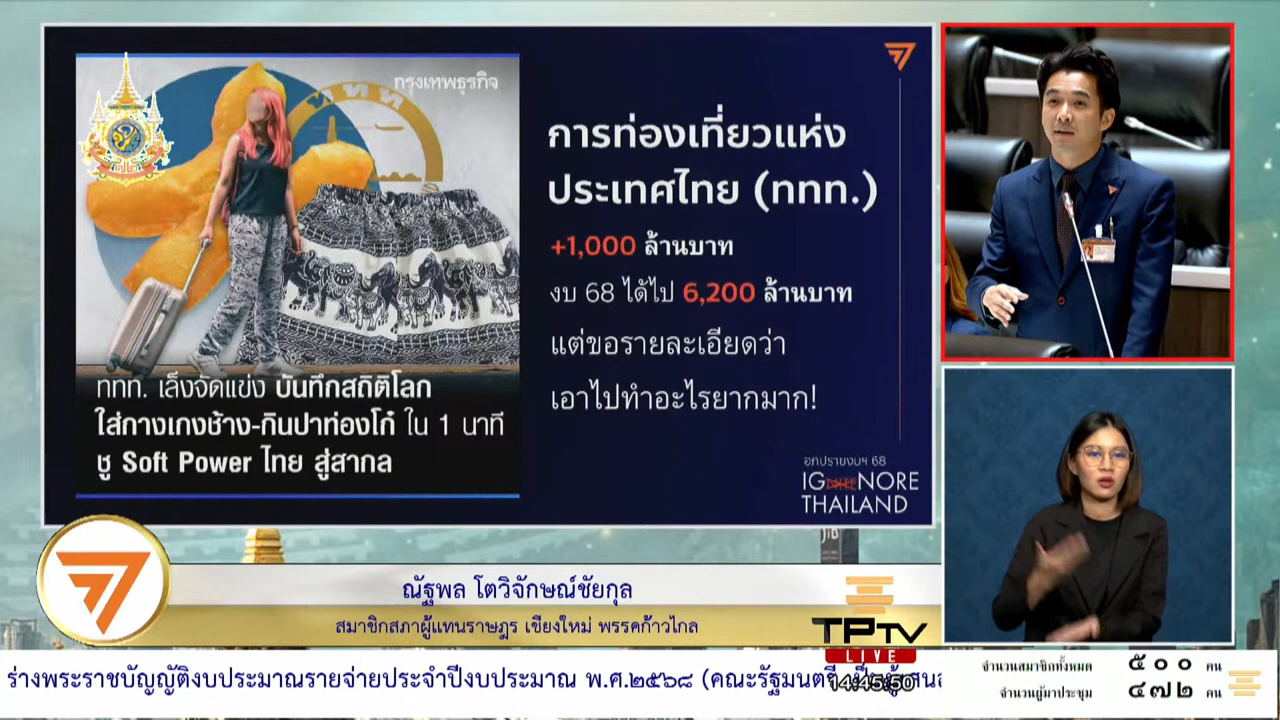 กรุงเทพธุรกิจ
ททท
ททท. เล็งจัดแข่ง บันทึกสถิติโลก
ใส่กางเกงช้าง-กินปาท่องโก๋ ใน 1 นาที
ชู Soft Power ไทย สู่สากล
การท่องเที่ยวแห่ง
ประเทศไทย (ททท.)
+1,000 ล้านบาท
งบ 68 ได้ไป 6,200 ล้านบาท
แต่ขอรายละเอียดว่า
เอาไปทำอะไรยากมาก!
อภิปรายงบฯ 68
IGNORE
THAILAND
ณัฐพล โตวิจักษณ์ชัยกุล
สมาชิกสภาผู้แทนราษฎร เชียงใหม่ พรรคก้าวไกล
TPTV
LIVE
14:45:50
ร่างพระราชบัญญัติงบประมาณรายจ่ายประจำปีงบประมาณ พ.ศ.๒๕๖๘ (คณะรัฐมนตรี
จำนวนสมาชิกทั้งหมด ๕๐๐ คน
จำนวนผู้มาประชุม ๔๗๒ คน